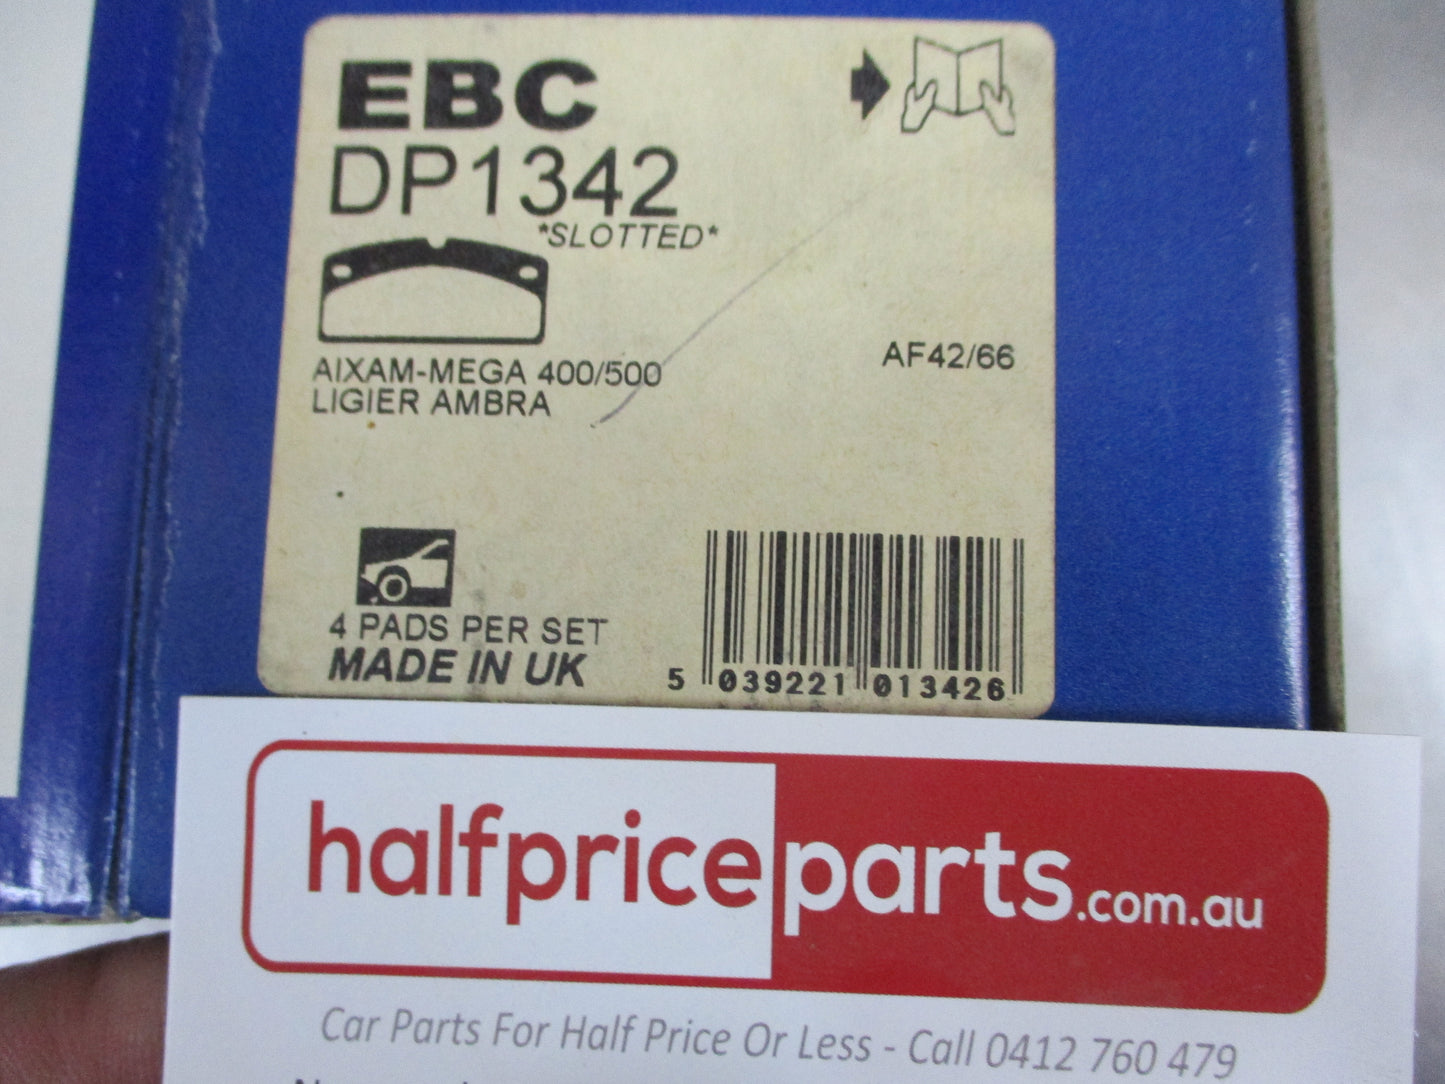 EBC
DP1342
*SLOTTED*
AIXAM-MEGA 400/500
LIGIER AMBRA
AF42/66
4 PADS PER SET
MADE IN UK
5 039221 013426
halfpriceparts.com.au
Car Parts For Half Price Or Less - Call 0412 760 479